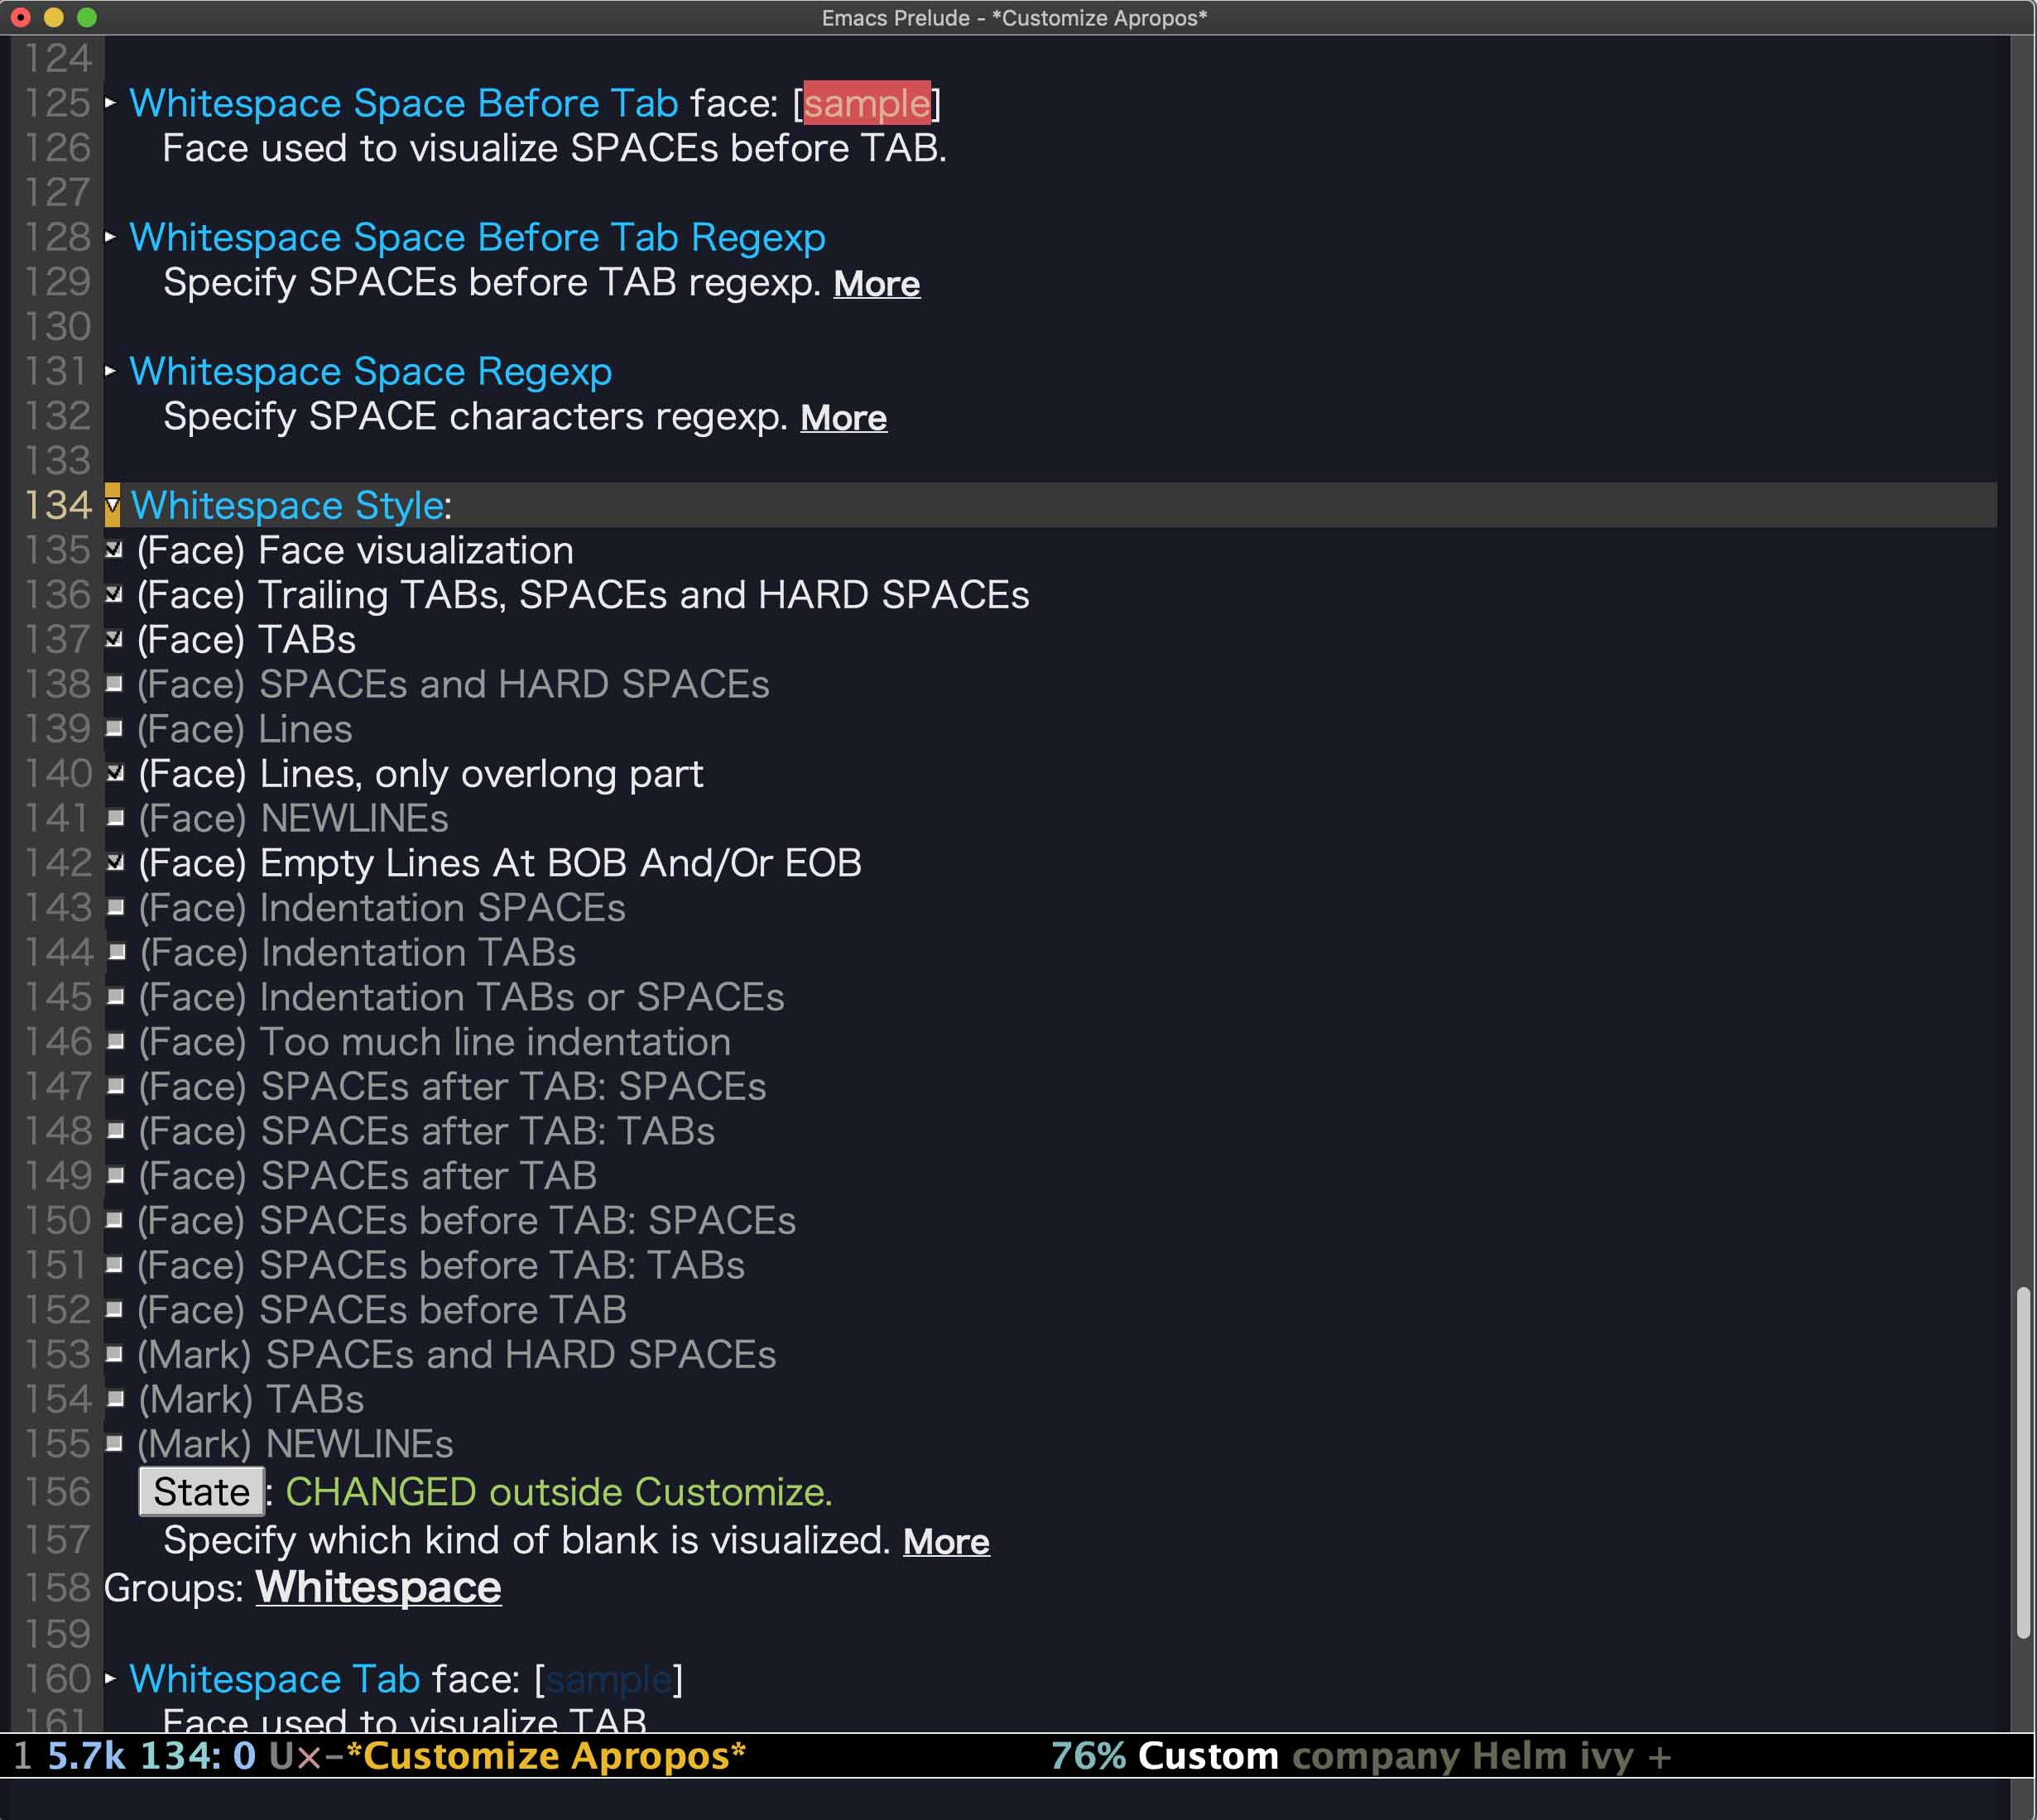 Emacs Prelude - *Customize Apropos*
124
125 Whitespace Space Before Tab face: [sample]
126 Face used to visualize SPACEs before TAB.
127
128 Whitespace Space Before Tab Regexp
129 Specify SPACEs before TAB regexp. More
130
131 Whitespace Space Regexp
132 Specify SPACE characters regexp. More
133
134 Whitespace Style:
135 (Face) Face visualization
136 (Face) Trailing TABs, SPACEs and HARD SPACEs
137 (Face) TABs
138 (Face) SPACEs and HARD SPACEs
139 (Face) Lines
140 (Face) Lines, only overlong part
141 (Face) NEWLINEs
142 (Face) Empty Lines At BOB And/Or EOB
143 (Face) Indentation SPACEs
144 (Face) Indentation TABs
145 (Face) Indentation TABs or SPACEs
146 (Face) Too much line indentation
147 (Face) SPACEs after TAB: SPACEs
148 (Face) SPACEs after TAB: TABs
149 (Face) SPACEs after TAB
150 (Face) SPACEs before TAB: SPACEs
151 (Face) SPACEs before TAB: TABs
152 (Face) SPACEs before TAB
153 (Mark) SPACEs and HARD SPACEs
154 (Mark) TABs
155 (Mark) NEWLINEs
156 State : CHANGED outside Customize.
157 Specify which kind of blank is visualized. More
158 Groups: Whitespace
159
160 Whitespace Tab face: [sample]
161 Face used to visualize TAB
1 5.7k 134: 0 U×-*Customize Apropos* 76% Custom company Helm ivy +